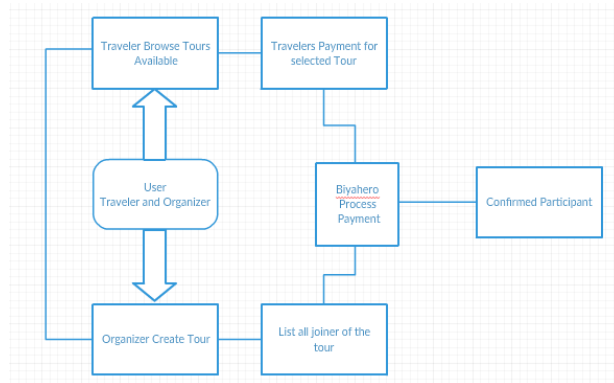 Traveler Browse Tours
Available
Travelers Payment for
selected Tour
User
Traveler and Organizer
Biyahero
Process
Payment
Confirmed Participant
Organizer Create Tour
List all joiner of the
tour